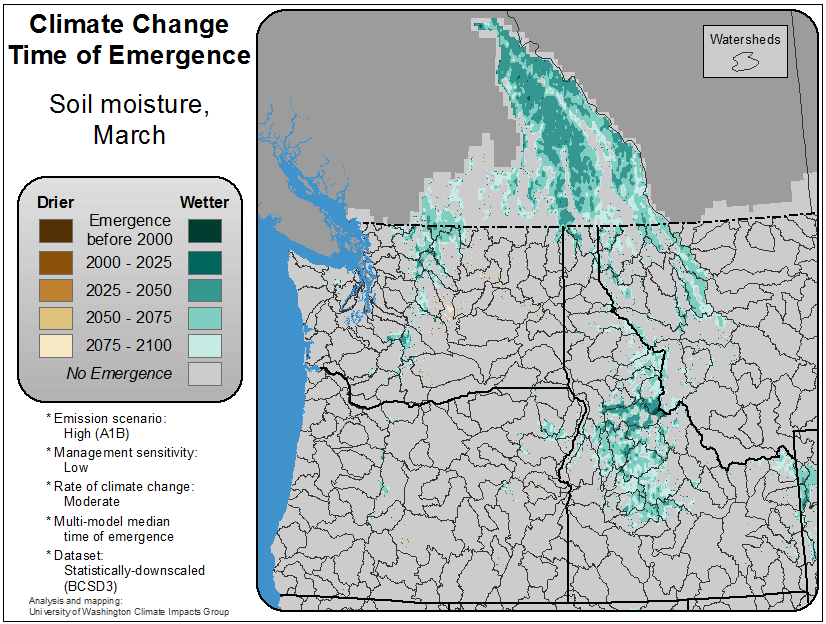 Climate Change
Time of Emergence
Soil moisture,
March
Drier
Wetter
Emergence
before 2000
2000 - 2025
2025 - 2050
2050 - 2075
2075 - 2100
No Emergence
* Emission scenario:
High (A1B)
* Management sensitivity:
Low
* Rate of climate change:
Moderate
* Multi-model median
time of emergence
* Dataset:
Statistically-downscaled
(BCSD3)
Analysis and mapping:
University of Washington Climate Impacts Group
Watersheds